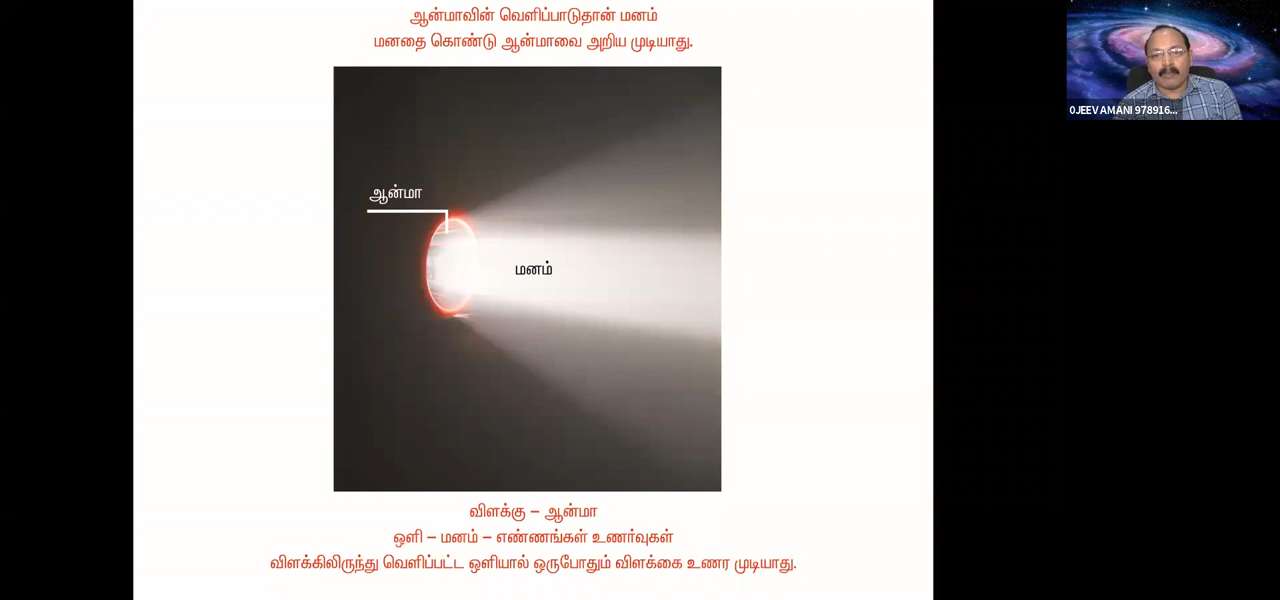 ஆன்மாவின் வெளிப்பாடுதான் மனம்
மனதை கொண்டு ஆன்மாவை அறிய முடியாது.
ஆன்மா
மனம்
விளக்கு – ஆன்மா
ஒளி – மனம் – எண்ணங்கள் உணர்வுகள்
விளக்கிலிருந்து வெளிப்பட்ட ஒளியால் ஒருபோதும் விளக்கை உணர முடியாது.
0JEEV AMANI 978916...